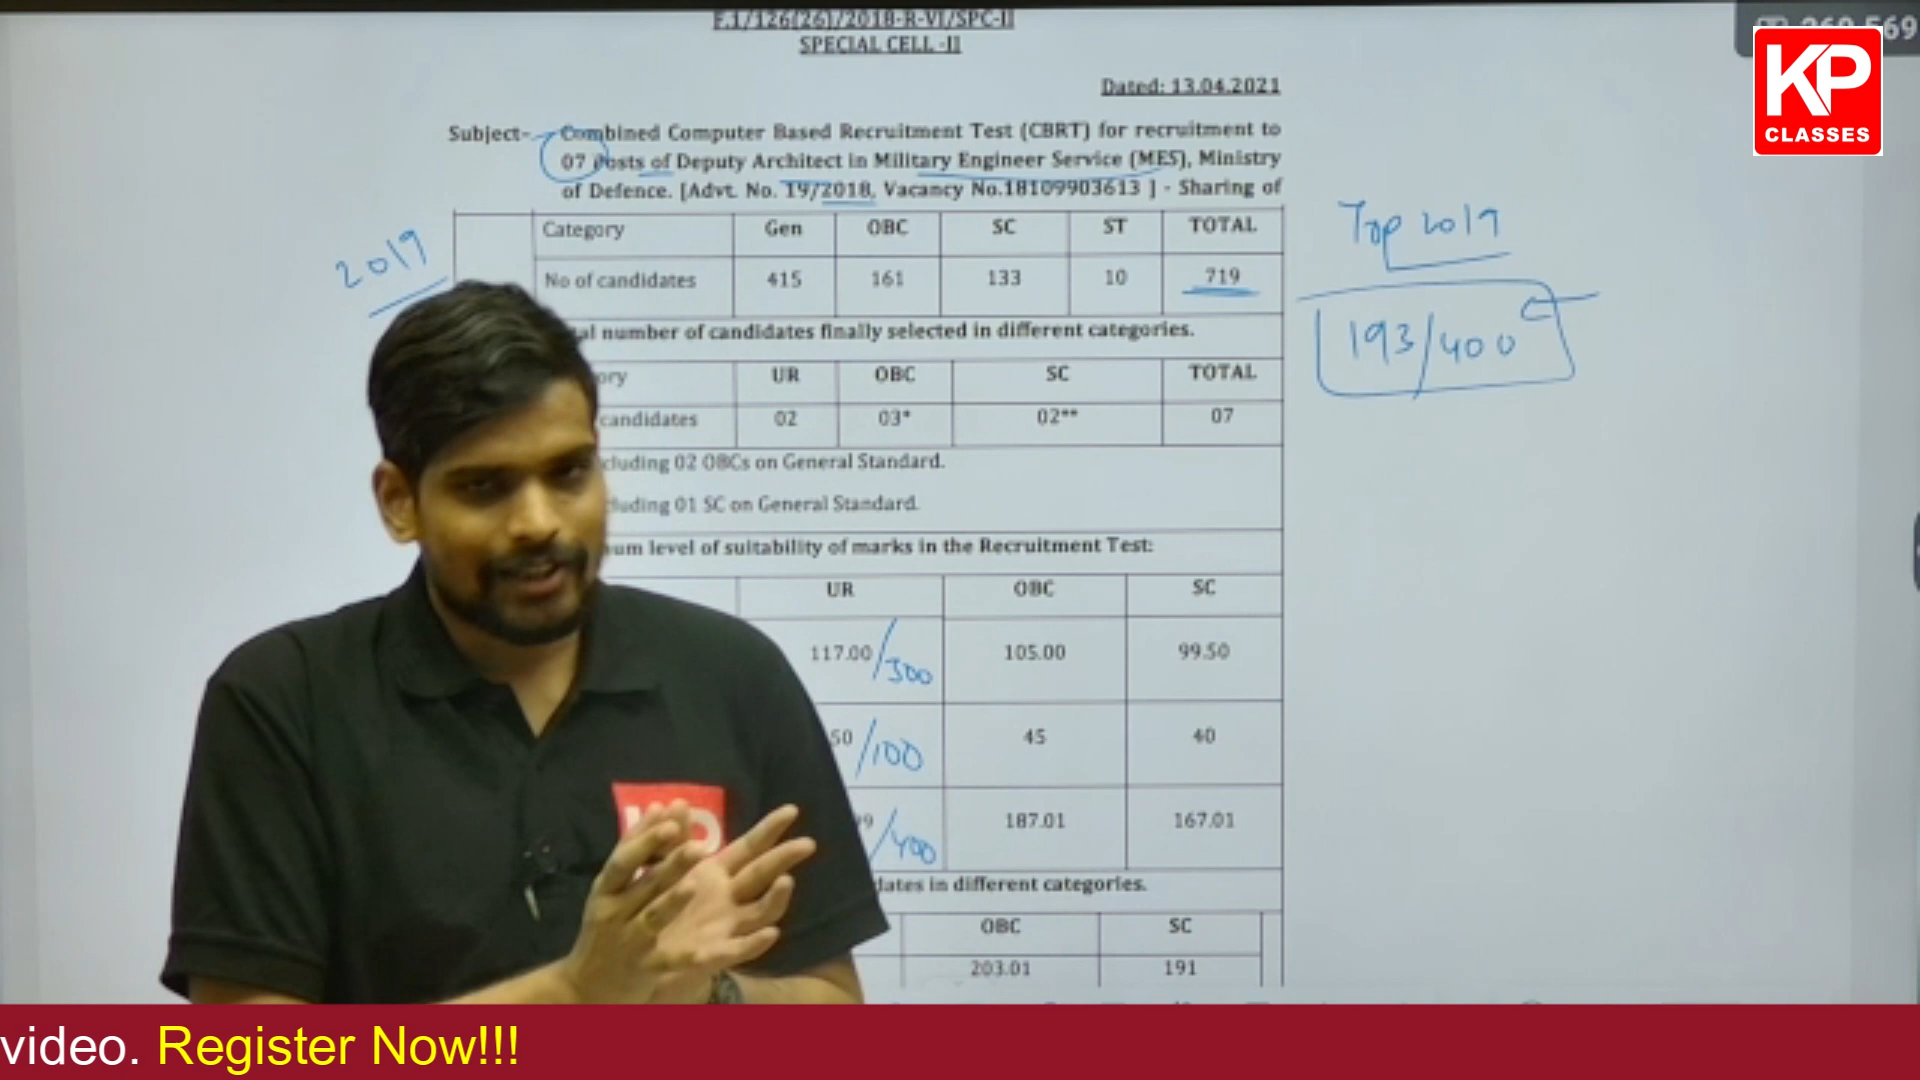 F.1/126(26)/2018-R-VI/SPC-II
SPECIAL CELL -II
KP
CLASSES
Dated: 13.04.2021
Subject- Combined Computer Based Recruitment Test (CBRT) for recruitment to
07 Posts of Deputy Architect in Military Engineer Service (MES), Ministry
of Defence. [Advt. No. 19/2018, Vacancy No.18109903613 ] - Sharing of
Category Gen OBC SC ST TOTAL
No of candidates 415 161 133 10 719
2019
Top 2019
193/400
number of candidates finally selected in different categories.
UR OBC SC TOTAL
candidates 02 03* 02** 07
02 OBCs on General Standard.
01 SC on General Standard.
level of suitability of marks in the Recruitment Test:
UR OBC SC
117.00 /300 105.00 99.50
50 /100 45 40
/400 187.01 167.01
in different categories.
OBC SC
203.01 191
video. Register Now!!!